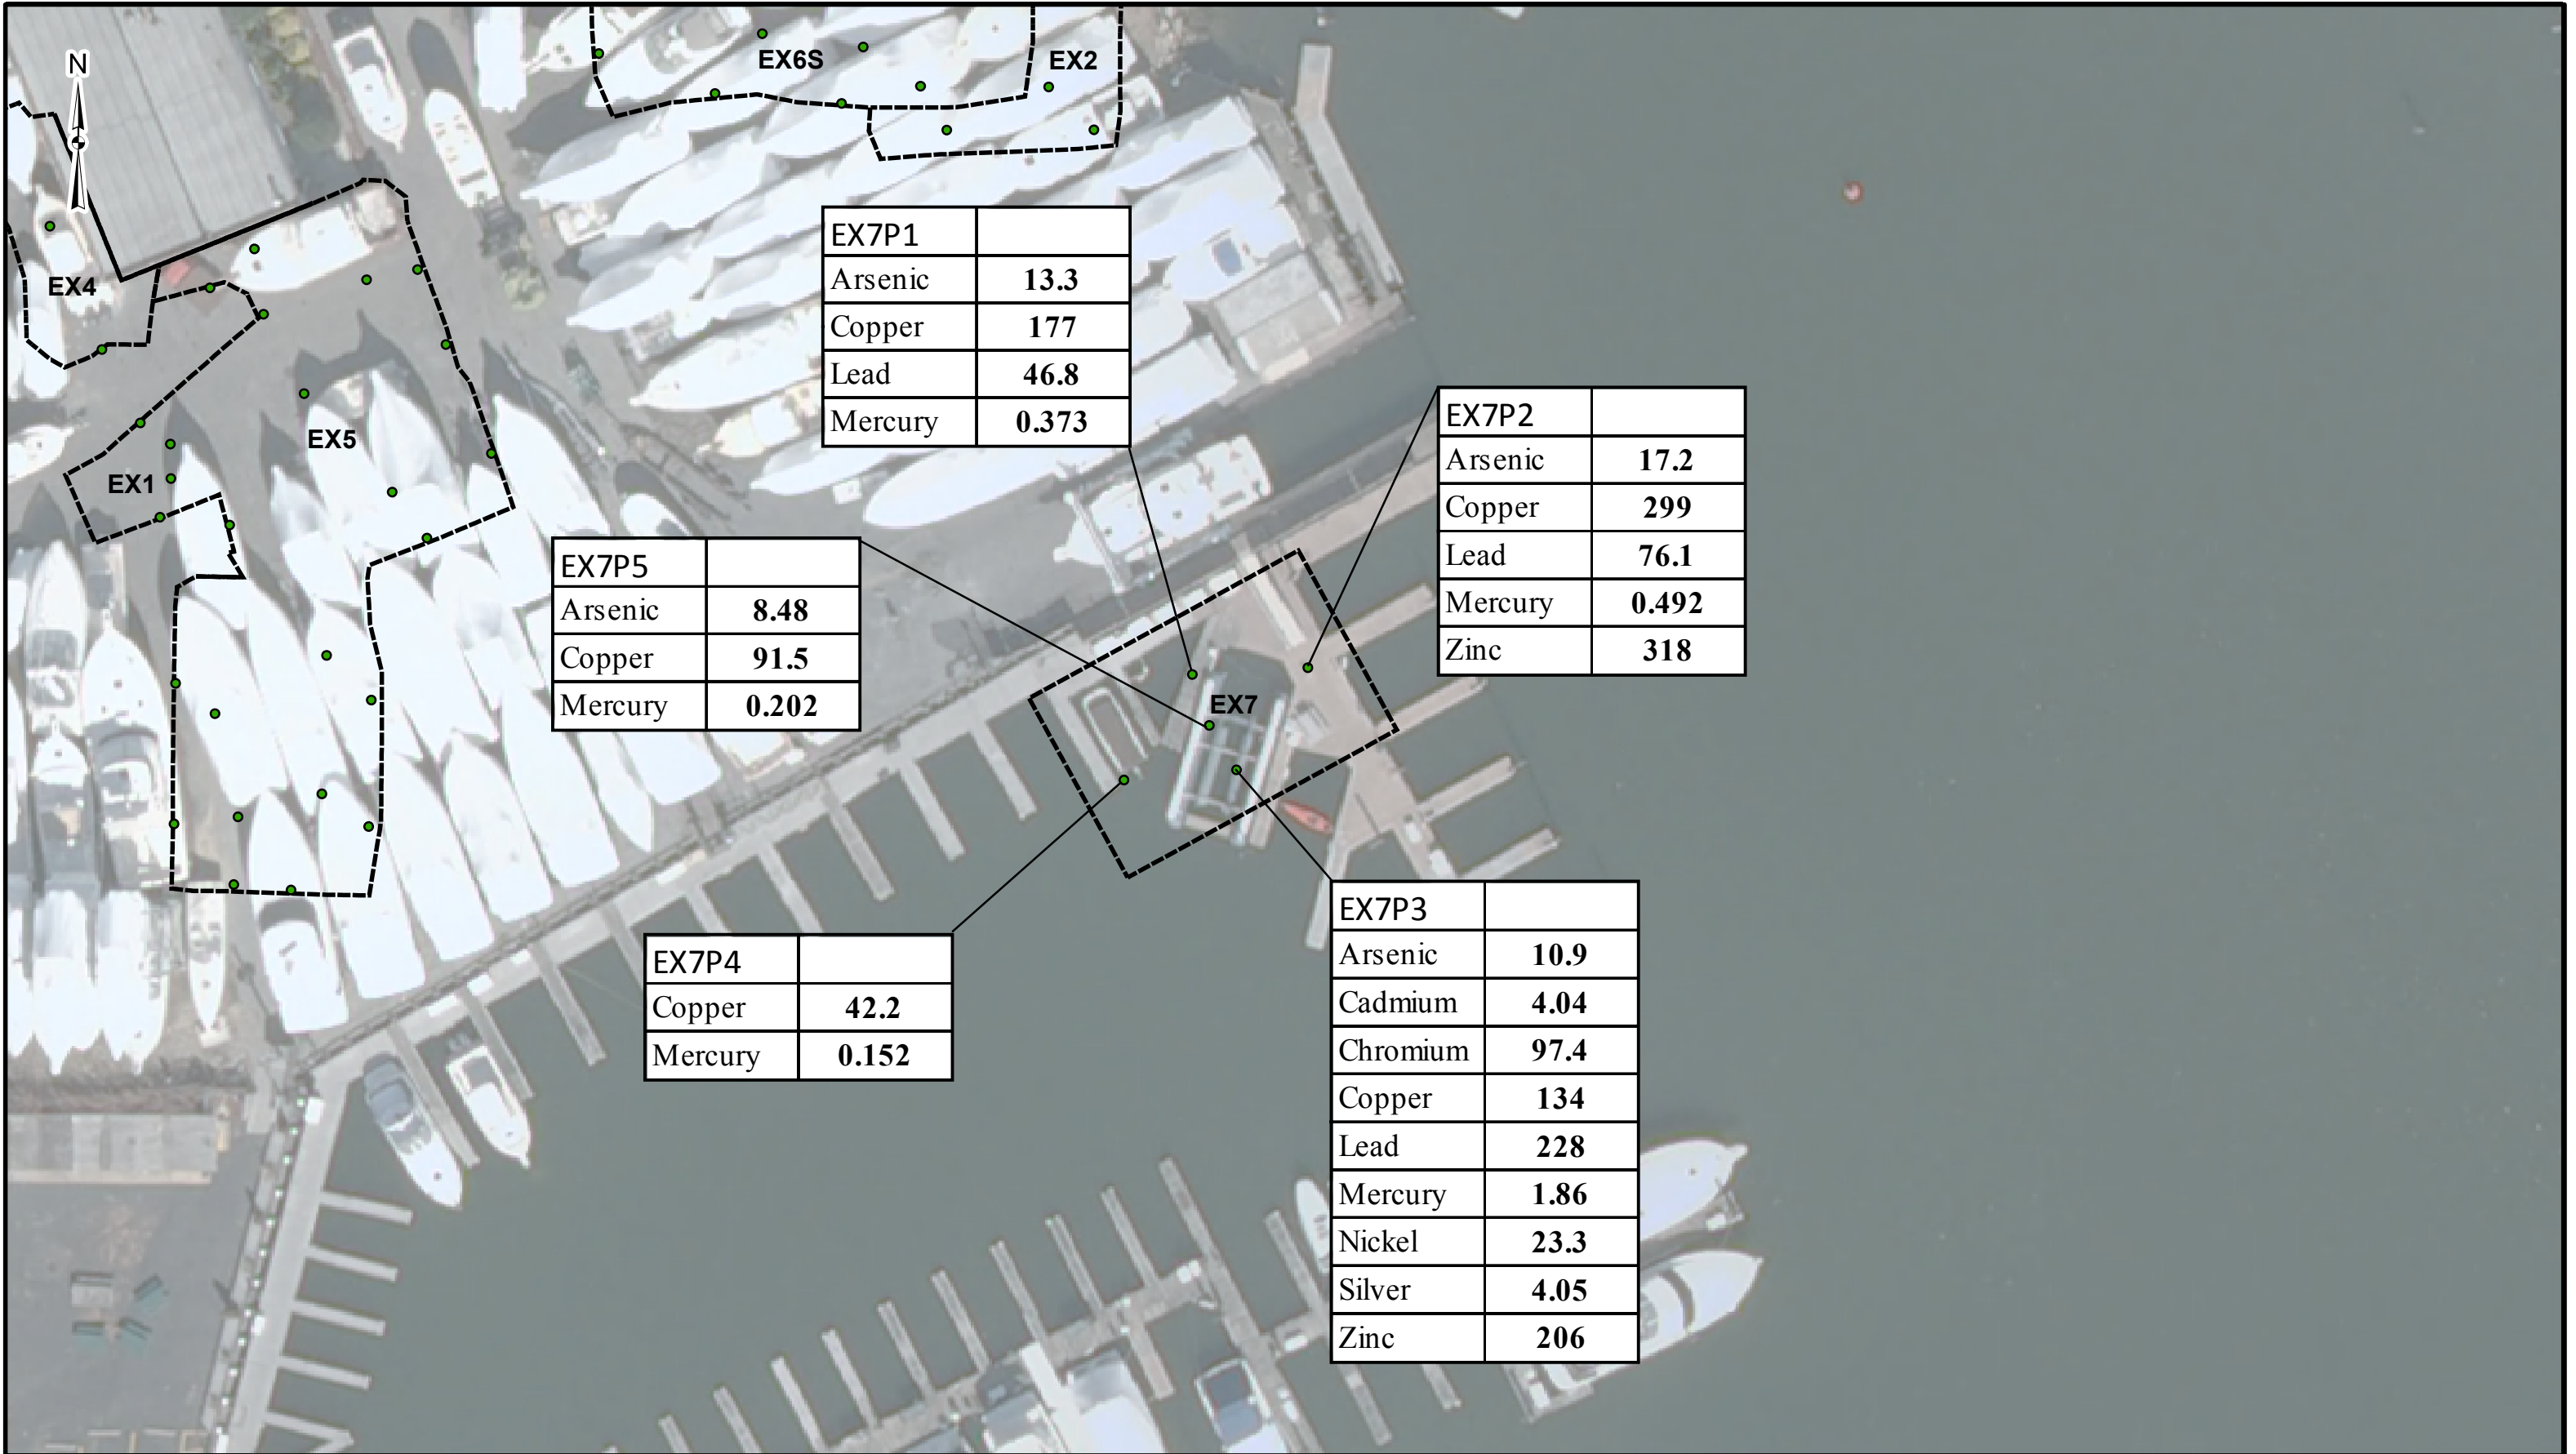 N
EX6S
EX2
EX4
EX5
EX1
EX7P1
Arsenic 13.3
Copper 177
Lead 46.8
Mercury 0.373
EX7P2
Arsenic 17.2
Copper 299
Lead 76.1
Mercury 0.492
Zinc 318
EX7P5
Arsenic 8.48
Copper 91.5
Mercury 0.202
EX7
EX7P4
Copper 42.2
Mercury 0.152
EX7P3
Arsenic 10.9
Cadmium 4.04
Chromium 97.4
Copper 134
Lead 228
Mercury 1.86
Nickel 23.3
Silver 4.05
Zinc 206